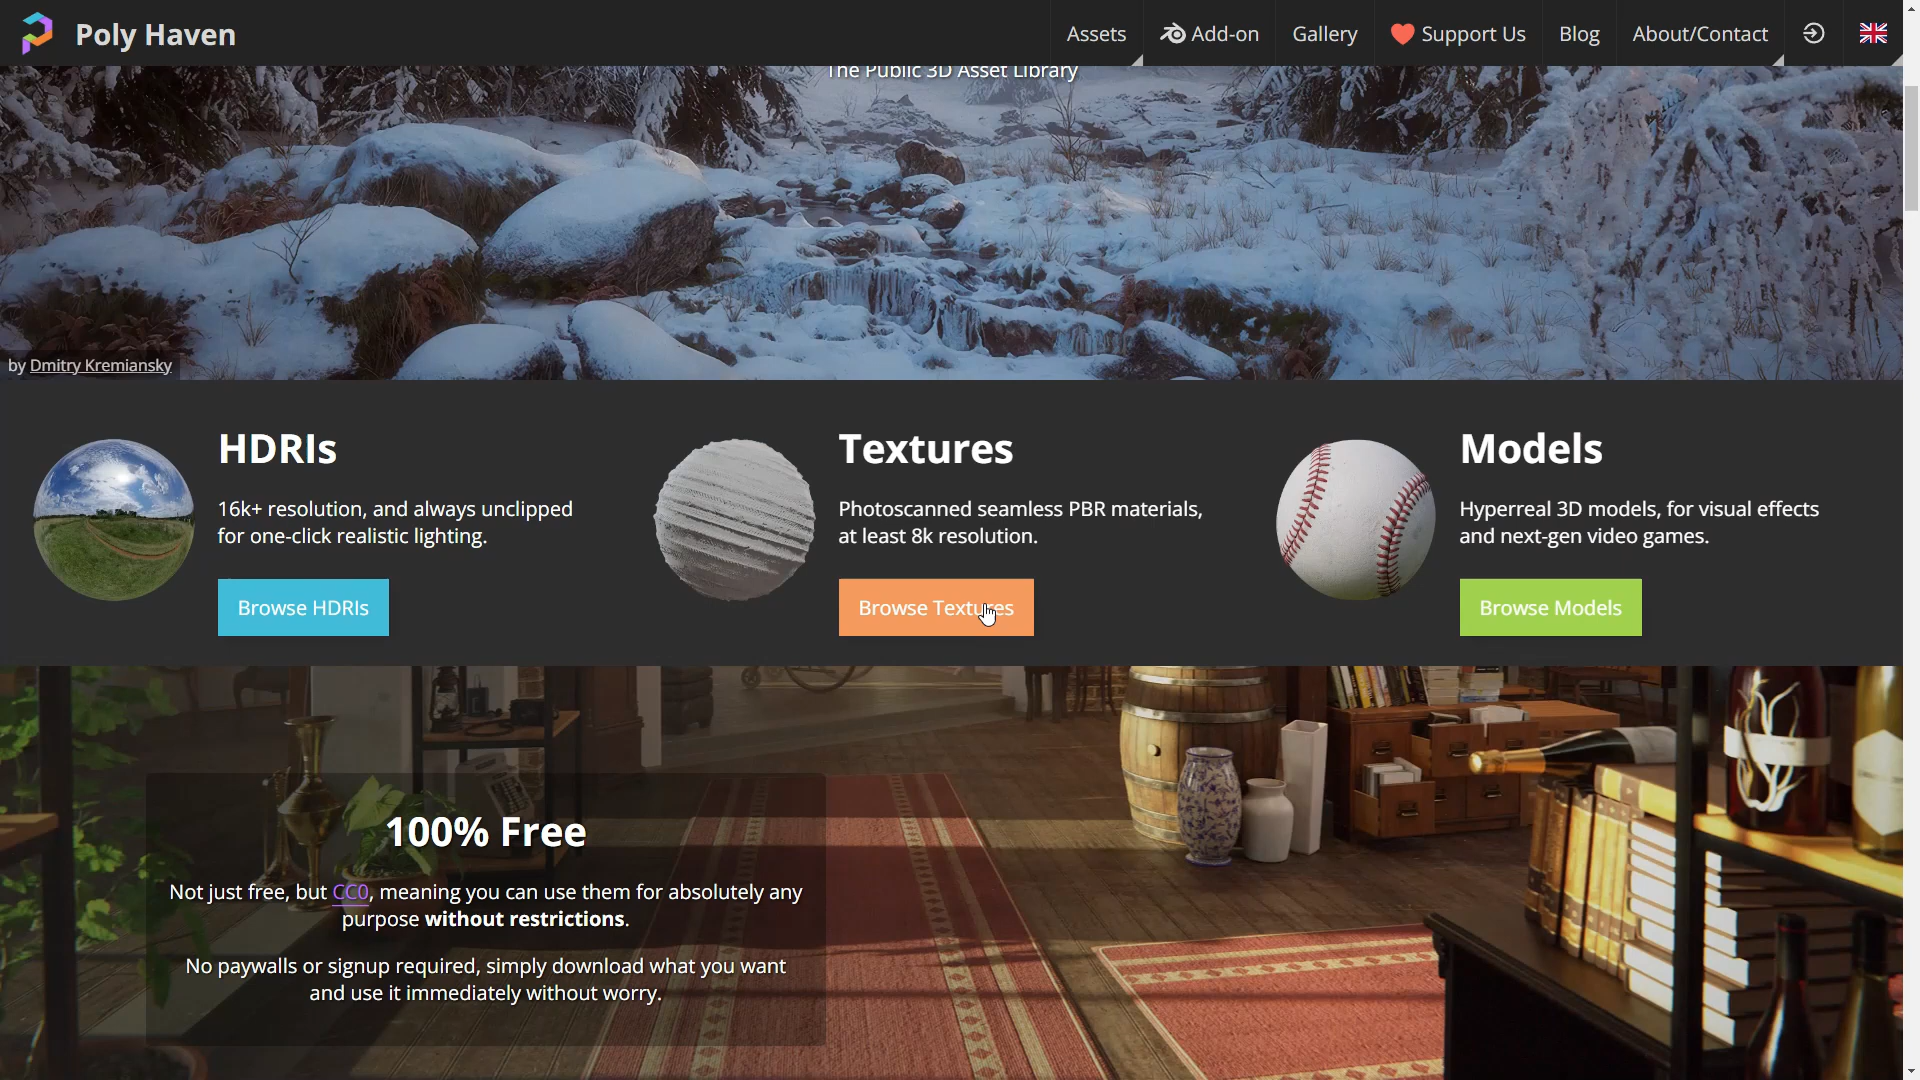 Poly Haven
Assets
Add-on
Gallery
Support Us
Blog
About/Contact
The Public 3D Asset Library
by Dmitry Kremiansky
HDRIs
16k+ resolution, and always unclipped
for one-click realistic lighting.
Browse HDRIs
Textures
Photoscanned seamless PBR materials,
at least 8k resolution.
Browse Textures
Models
Hyperreal 3D models, for visual effects
and next-gen video games.
Browse Models
100% Free
Not just free, but CC0, meaning you can use them for absolutely any
purpose without restrictions.
No paywalls or signup required, simply download what you want
and use it immediately without worry.